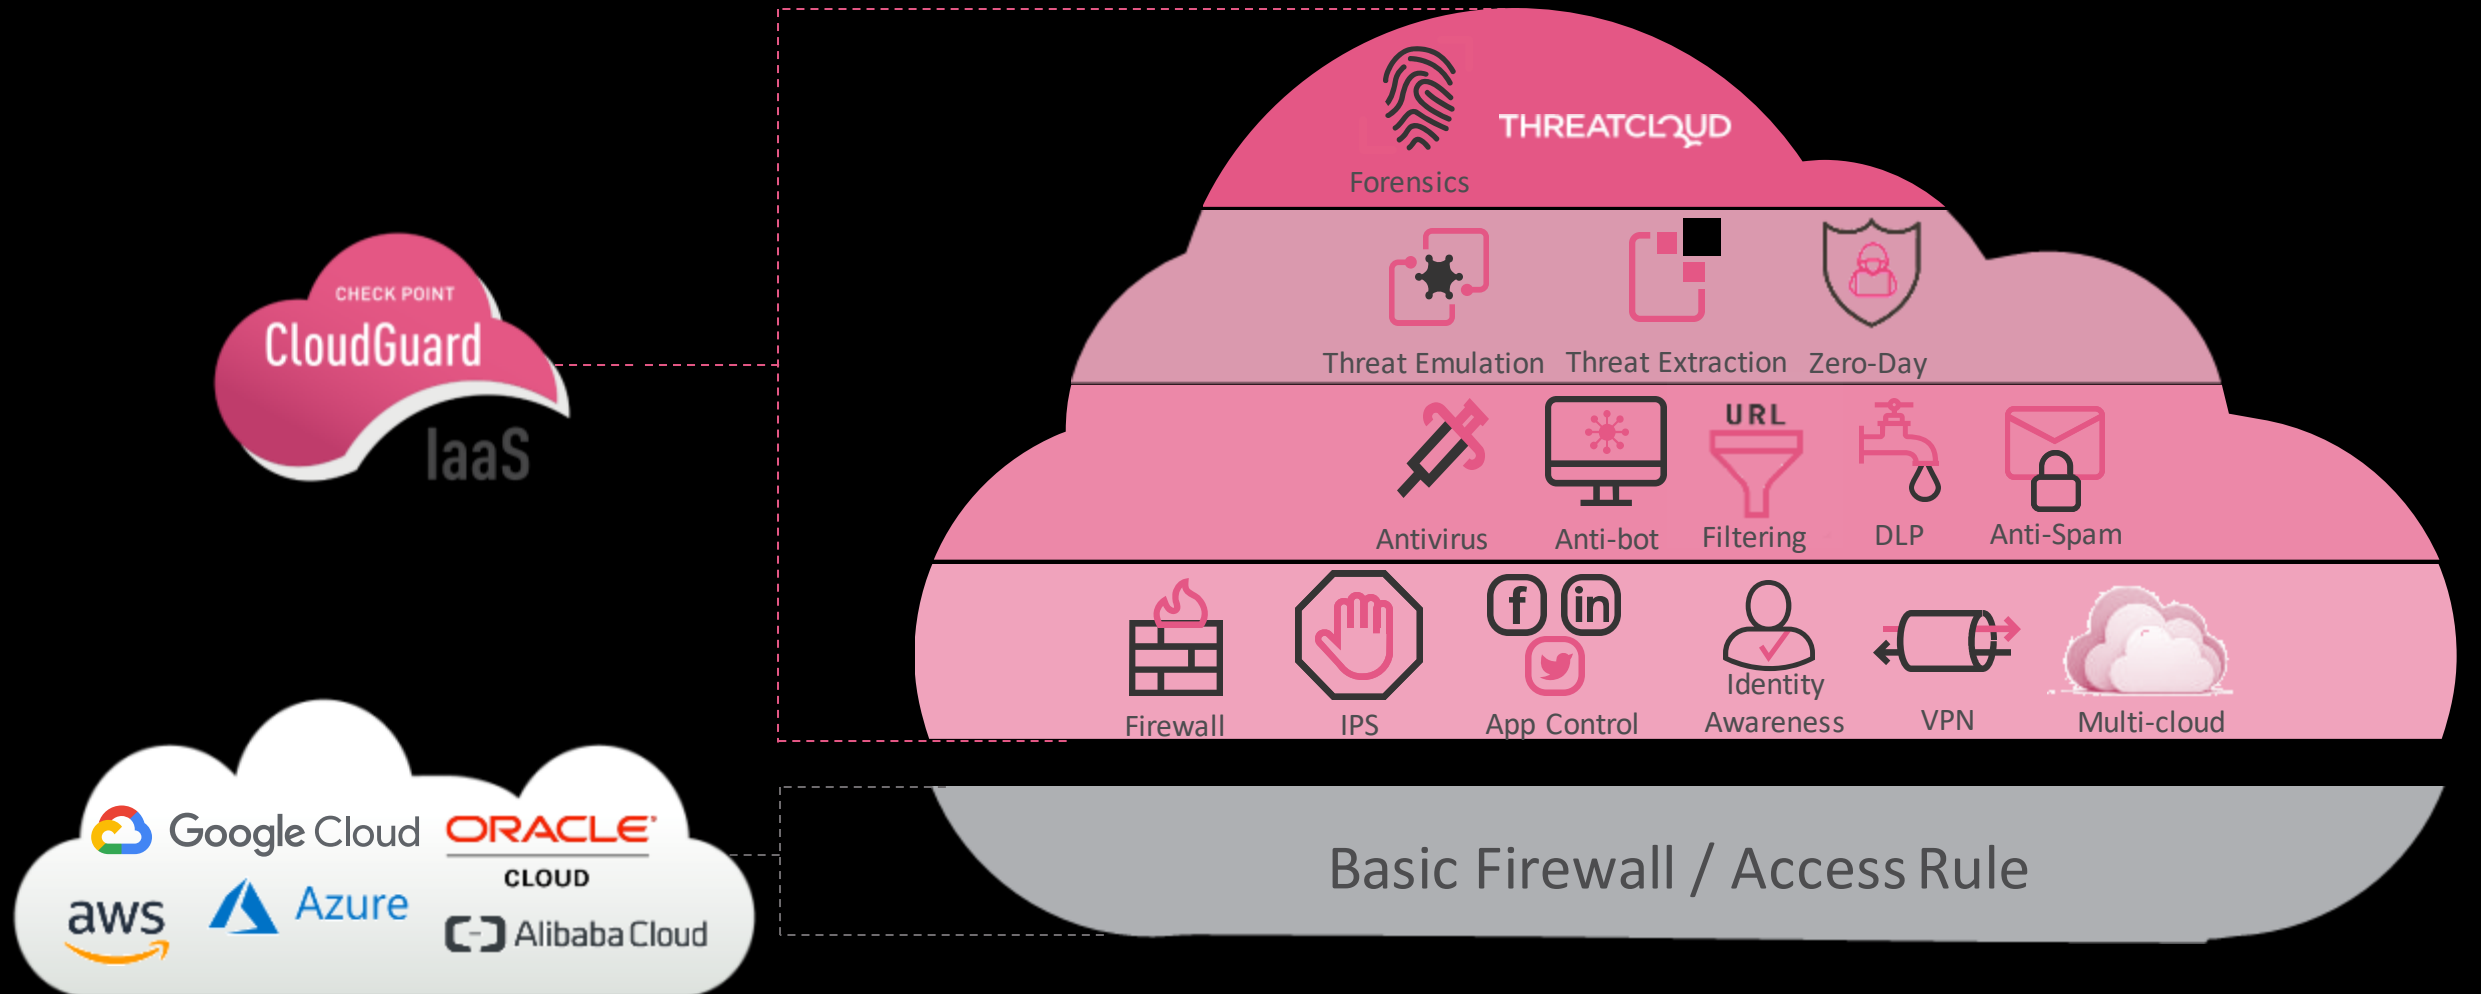 THREATCLOUD
Forensics
Threat Emulation
Threat Extraction
Zero-Day
CHECK POINT
CloudGuard
IaaS
URL
Antivirus
Anti-bot
Filtering
DLP
Anti-Spam
f
in
Firewall
IPS
App Control
Identity
Awareness
VPN
Multi-cloud
Google Cloud
ORACLE
CLOUD
aws
Azure
Alibaba Cloud
Basic Firewall / Access Rule